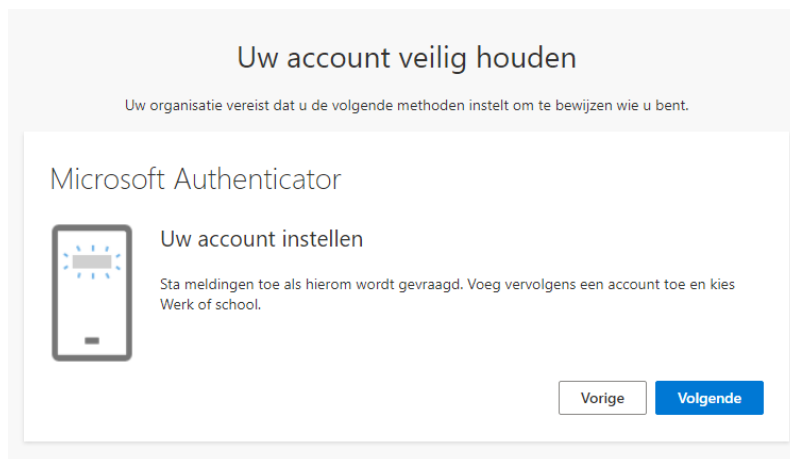 Uw account veilig houden
Uw organisatie vereist dat u de volgende methoden instelt om te bewijzen wie u bent.
Microsoft Authenticator
Uw account instellen
Sta meldingen toe als hierom wordt gevraagd. Voeg vervolgens een account toe en kies
Werk of school.
Vorige
Volgende